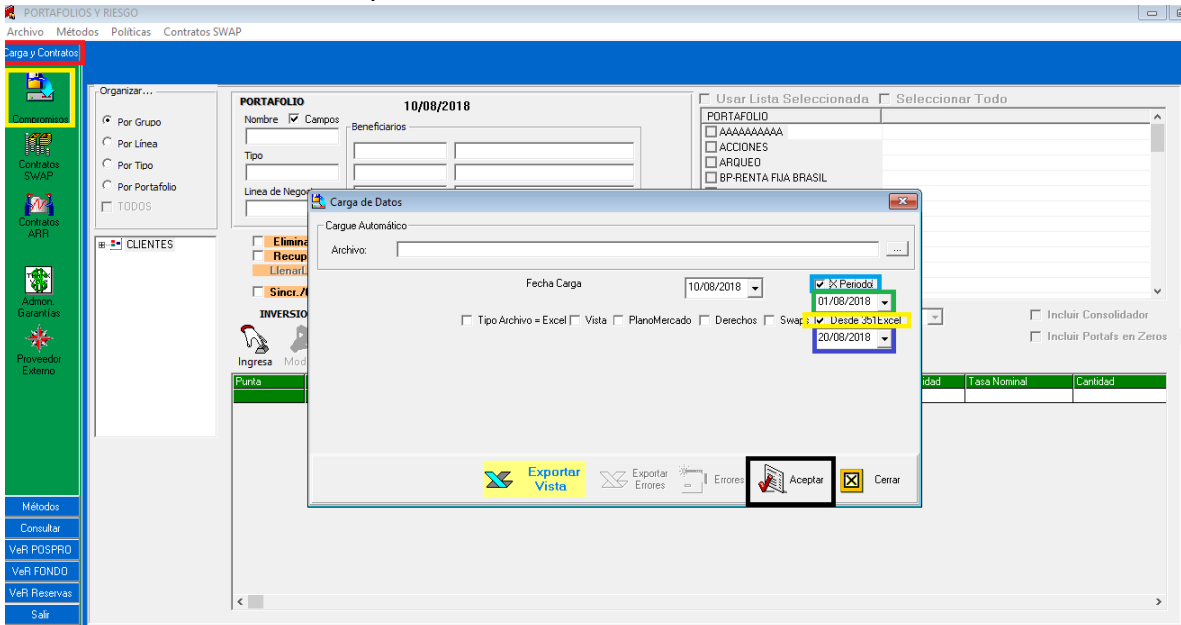 PORTAFOLIOS Y RIESGO
Archivo Métodos Políticas Contratos SWAP
Carga y Contratos
Compromisos
Contratos
SWAP
Contratos
ARR
Admon.
Garantías
Proveedor
Externo
Métodos
Consultar
VeR POSPRO
VeR FONDO
VeR Reservas
Salir
Organizar...
Por Grupo
Por Línea
Por Tipo
Por Portafolio
TODOS
CLIENTES
PORTAFOLIO 10/08/2018
Nombre Campos
Beneficiarios
Tipo
Linea de Negoc
Usar Lista Seleccionada Seleccionar Todo
PORTAFOLIO
AAAAAAAAAA
ACCIONES
ARQUEO
BP-RENTA FIJA BRASIL
Elimina
Recup
LlenarL
Sincr./
INVERSIO
Ingresa Mod
Incluir Consolidador
Incluir Portafs en Zeros
Punta idad Tasa Nominal Cantidad
Carga de Datos
Cargue Automático
Archivo: ...
Fecha Carga 10/08/2018 X Periodo
01/08/2018
Tipo Archivo = Excel Vista PlanoMercado Derechos Swaps Desde 351Excel
20/08/2018
Exportar
Vista
Exportar
Errores
Errores
Aceptar
Cerrar